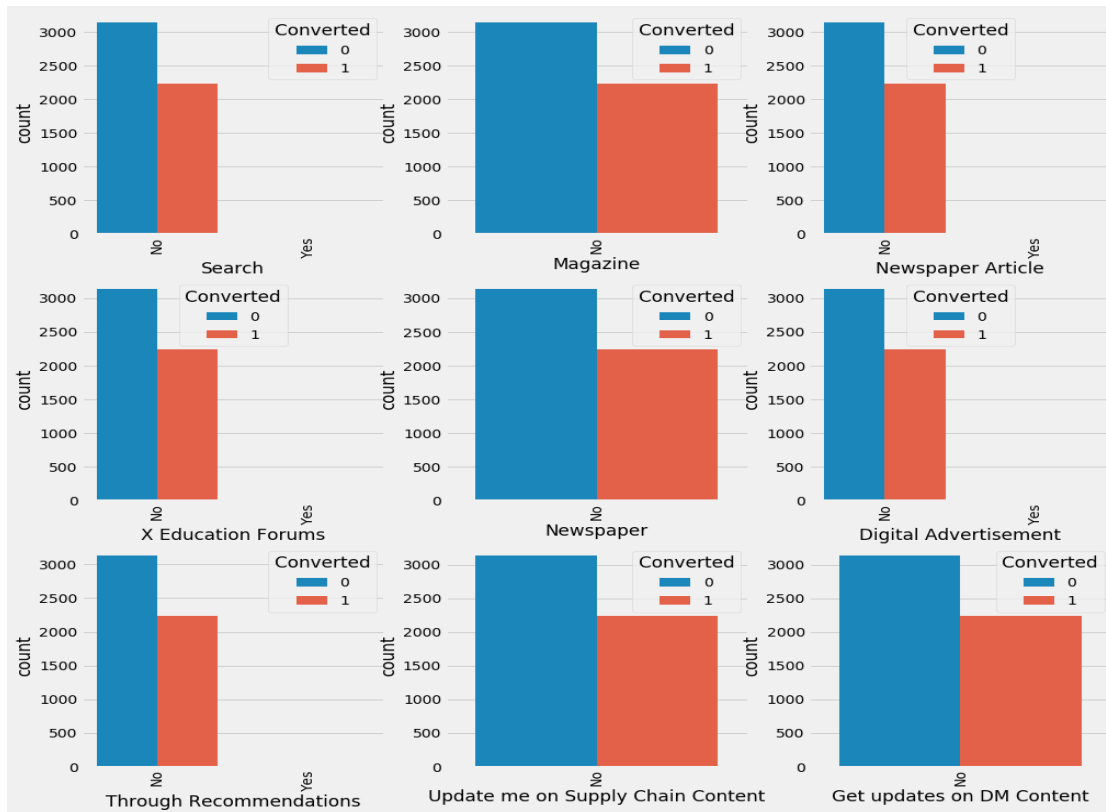 count
3000
2500
2000
1500
1000
500
0
Converted
0
1
No
Yes
Search
count
3000
2500
2000
1500
1000
500
0
Converted
0
1
No
Magazine
count
3000
2500
2000
1500
1000
500
0
Converted
0
1
No
Yes
Newspaper Article
count
3000
2500
2000
1500
1000
500
0
Converted
0
1
No
Yes
X Education Forums
count
3000
2500
2000
1500
1000
500
0
Converted
0
1
No
Newspaper
count
3000
2500
2000
1500
1000
500
0
Converted
0
1
No
Yes
Digital Advertisement
count
3000
2500
2000
1500
1000
500
0
Converted
0
1
No
Yes
Through Recommendations
count
3000
2500
2000
1500
1000
500
0
Converted
0
1
No
Update me on Supply Chain Content
count
3000
2500
2000
1500
1000
500
0
Converted
0
1
No
Get updates on DM Content